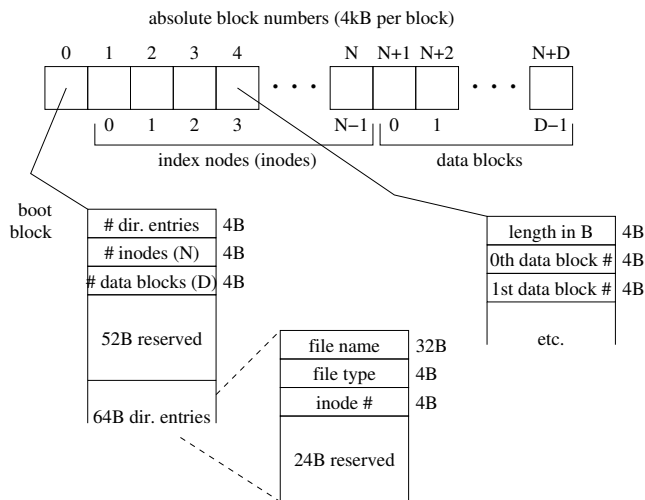 absolute block numbers (4kB per block)
0 1 2 3 4 N N+1 N+2 N+D
. . . . . .
0 1 2 3 N−1 0 1 D−1
index nodes (inodes) data blocks
boot
block
# dir. entries 4B
# inodes (N) 4B
# data blocks (D) 4B
52B reserved
64B dir. entries
length in B 4B
0th data block # 4B
1st data block # 4B
etc.
file name 32B
file type 4B
inode # 4B
24B reserved